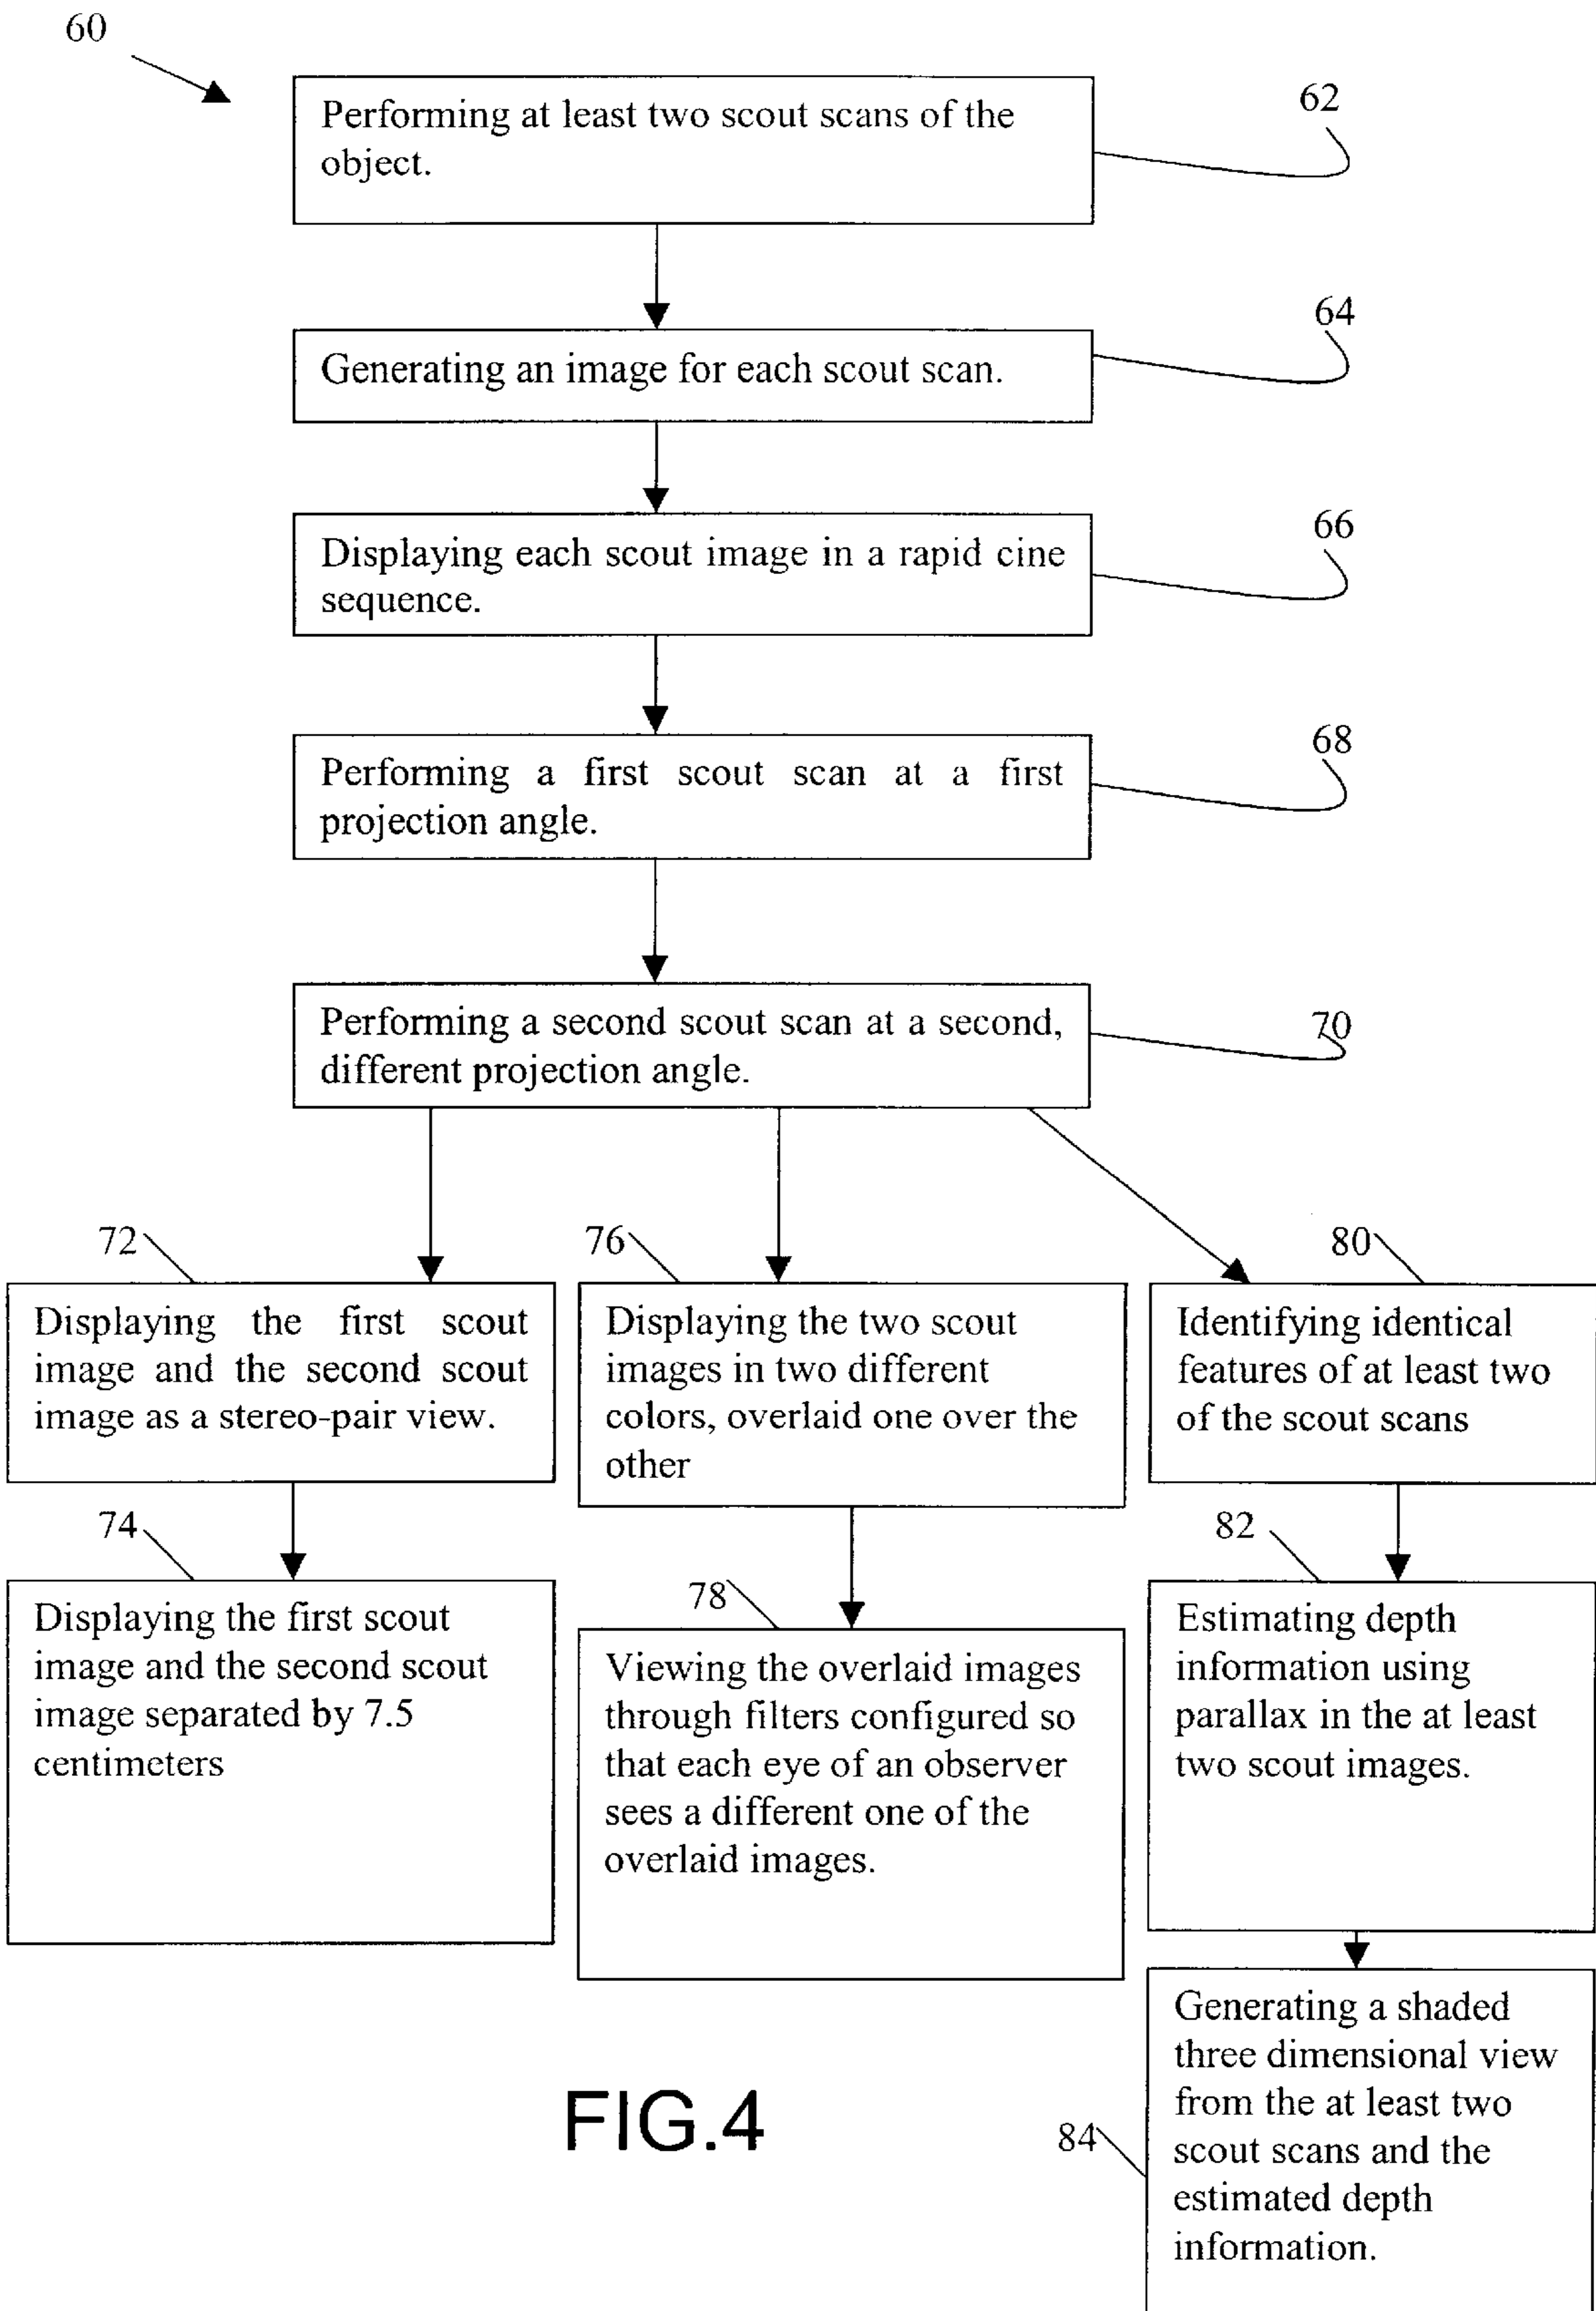 60
Performing at least two scout scans of the
object.
62
Generating an image for each scout scan.
64
Displaying each scout image in a rapid cine
sequence.
66
Performing a first scout scan at a first
projection angle.
68
Performing a second scout scan at a second,
different projection angle.
70
72
Displaying the first scout
image and the second scout
image as a stereo-pair view.
74
Displaying the first scout
image and the second scout
image separated by 7.5
centimeters
76
Displaying the two scout
images in two different
colors, overlaid one over the
other
78
Viewing the overlaid images
through filters configured so
that each eye of an observer
sees a different one of the
overlaid images.
80
Identifying identical
features of at least two
of the scout scans
82
Estimating depth
information using
parallax in the at least
two scout images.
84
Generating a shaded
three dimensional view
from the at least two
scout scans and the
estimated depth
information.
FIG.4